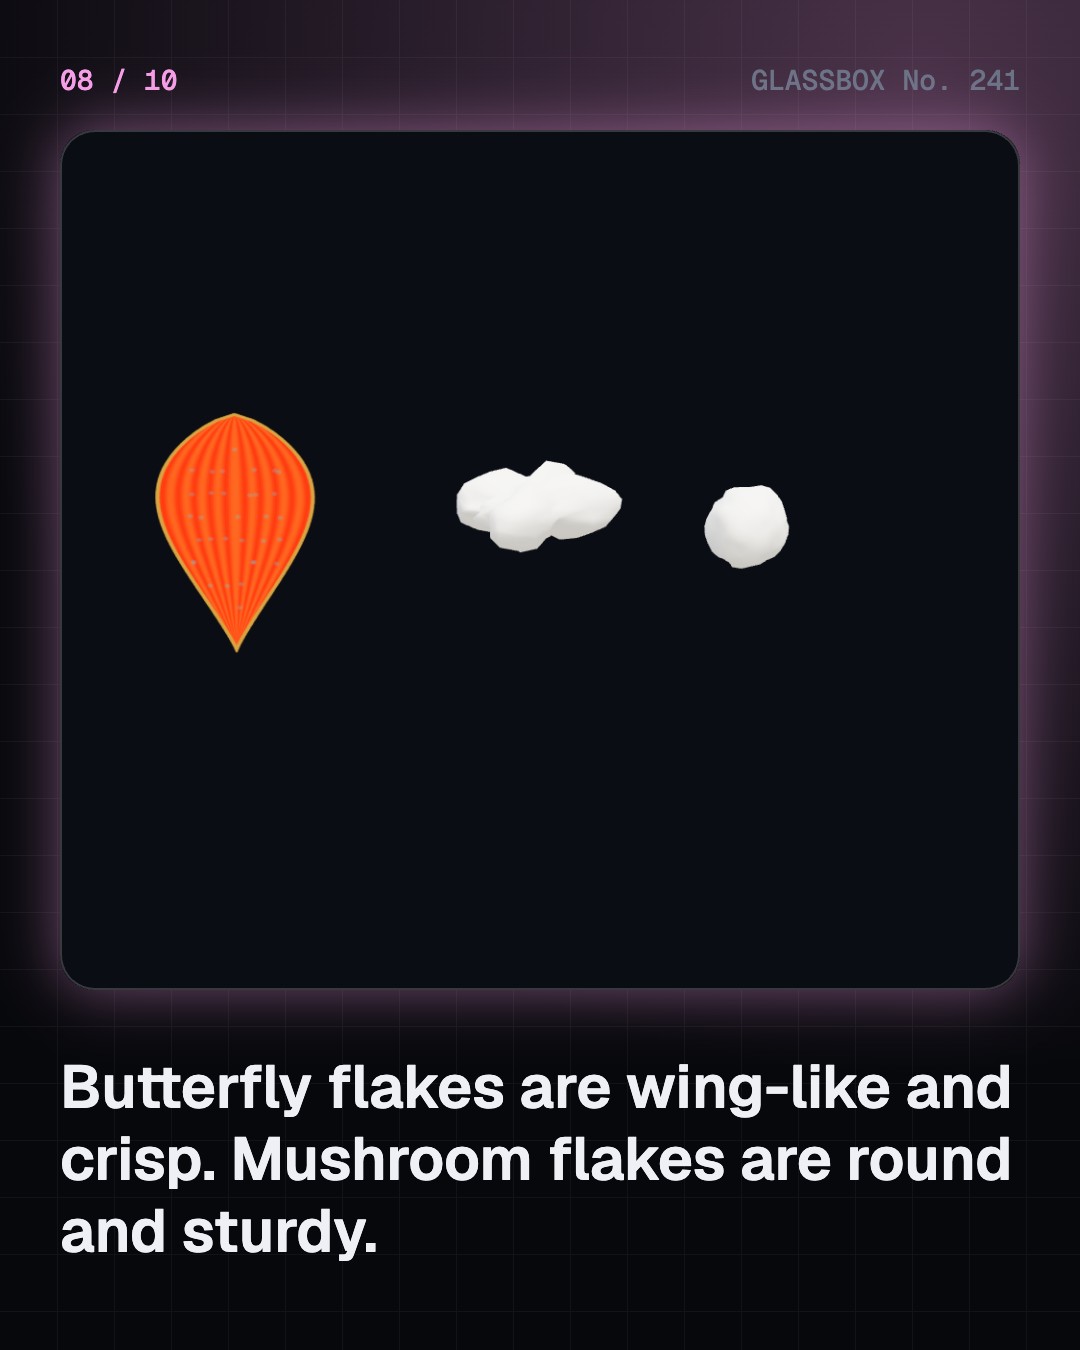 08 / 10
GLASSBOX No. 241
Butterfly flakes are wing-like and
crisp. Mushroom flakes are round
and sturdy.